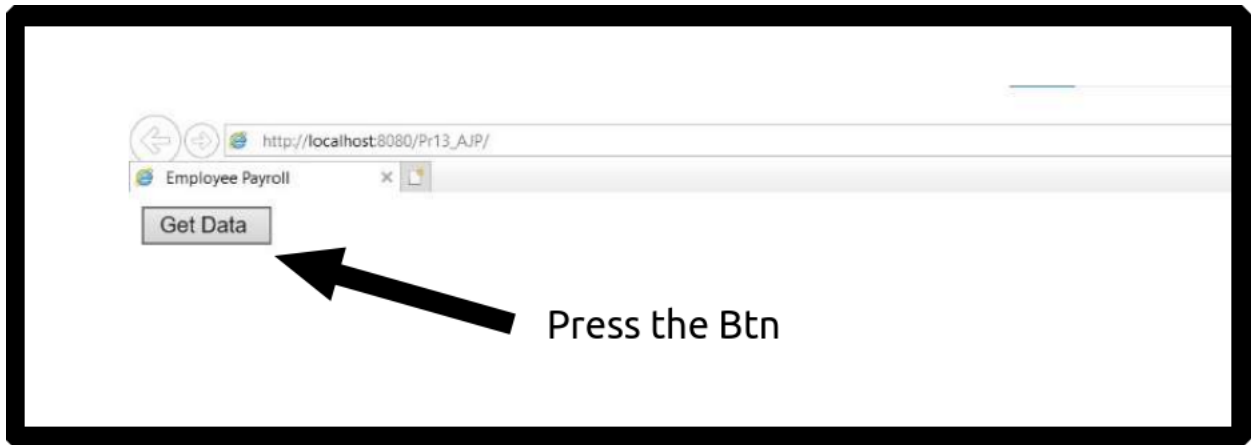 http://localhost:8080/Pr13_AJP/
Employee Payroll
Get Data
Press the Btn